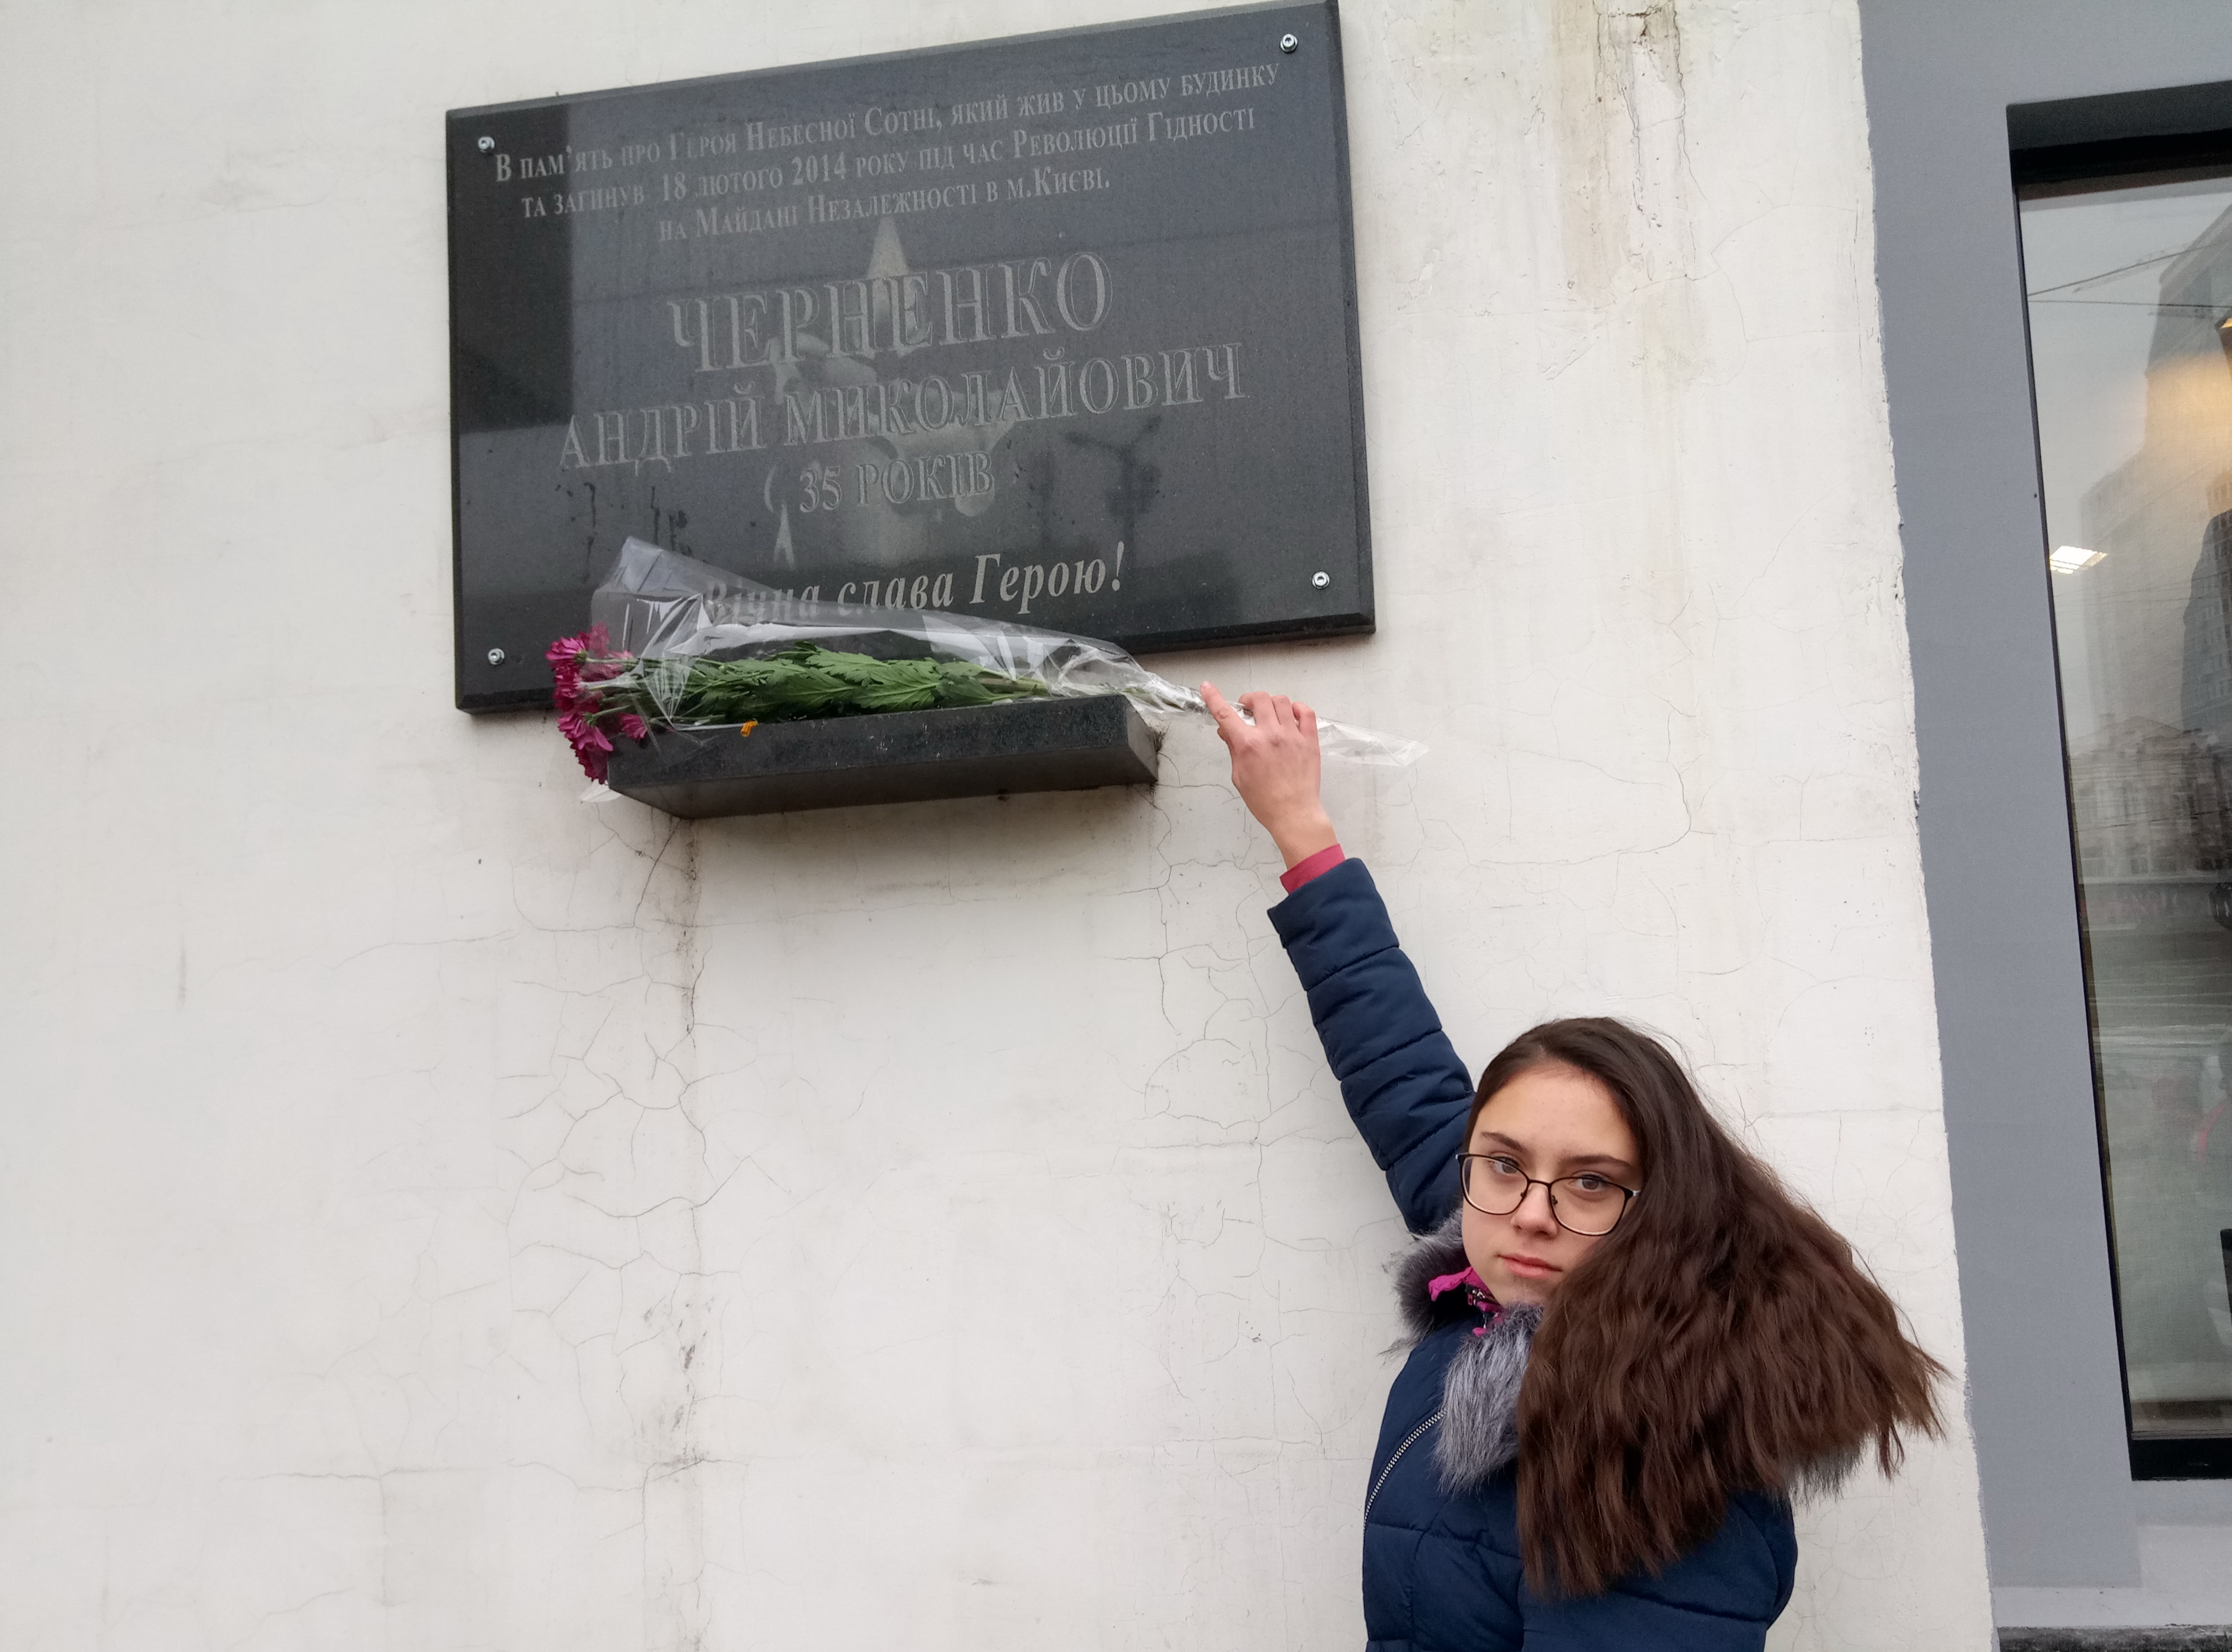 В пам'ять про Героя Небесної Сотні, який жив у цьому будинку
та загинув 18 лютого 2014 року під час Революції Гідності
на Майдані Незалежності в м.Києві.
ЧЕРНЕНКО
АНДРІЙ МИКОЛАЙОВИЧ
( 35 РОКІВ
Вічна слава Герою!